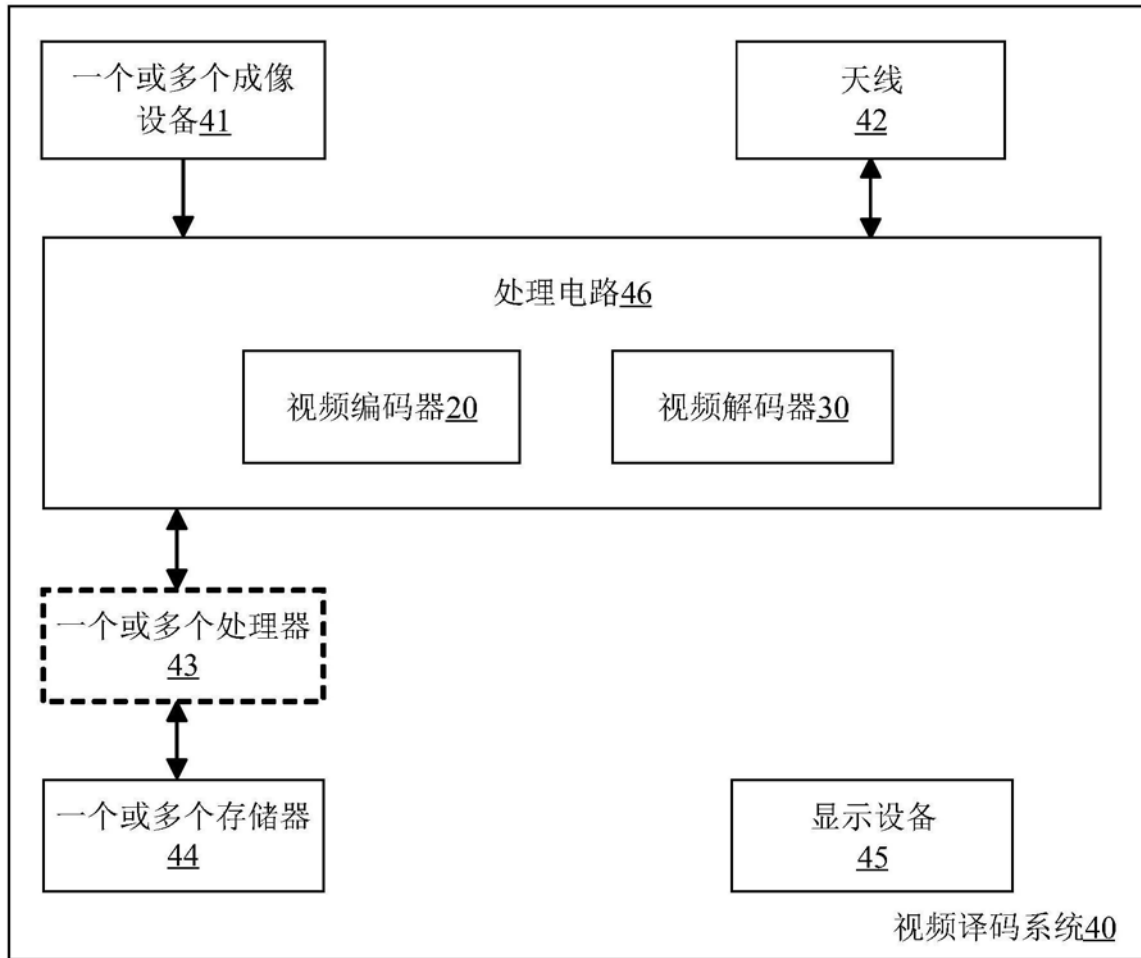 一个或多个成像
设备41
天线
42
处理电路46
视频编码器20
视频解码器30
一个或多个处理器
43
一个或多个存储器
44
显示设备
45
视频译码系统40